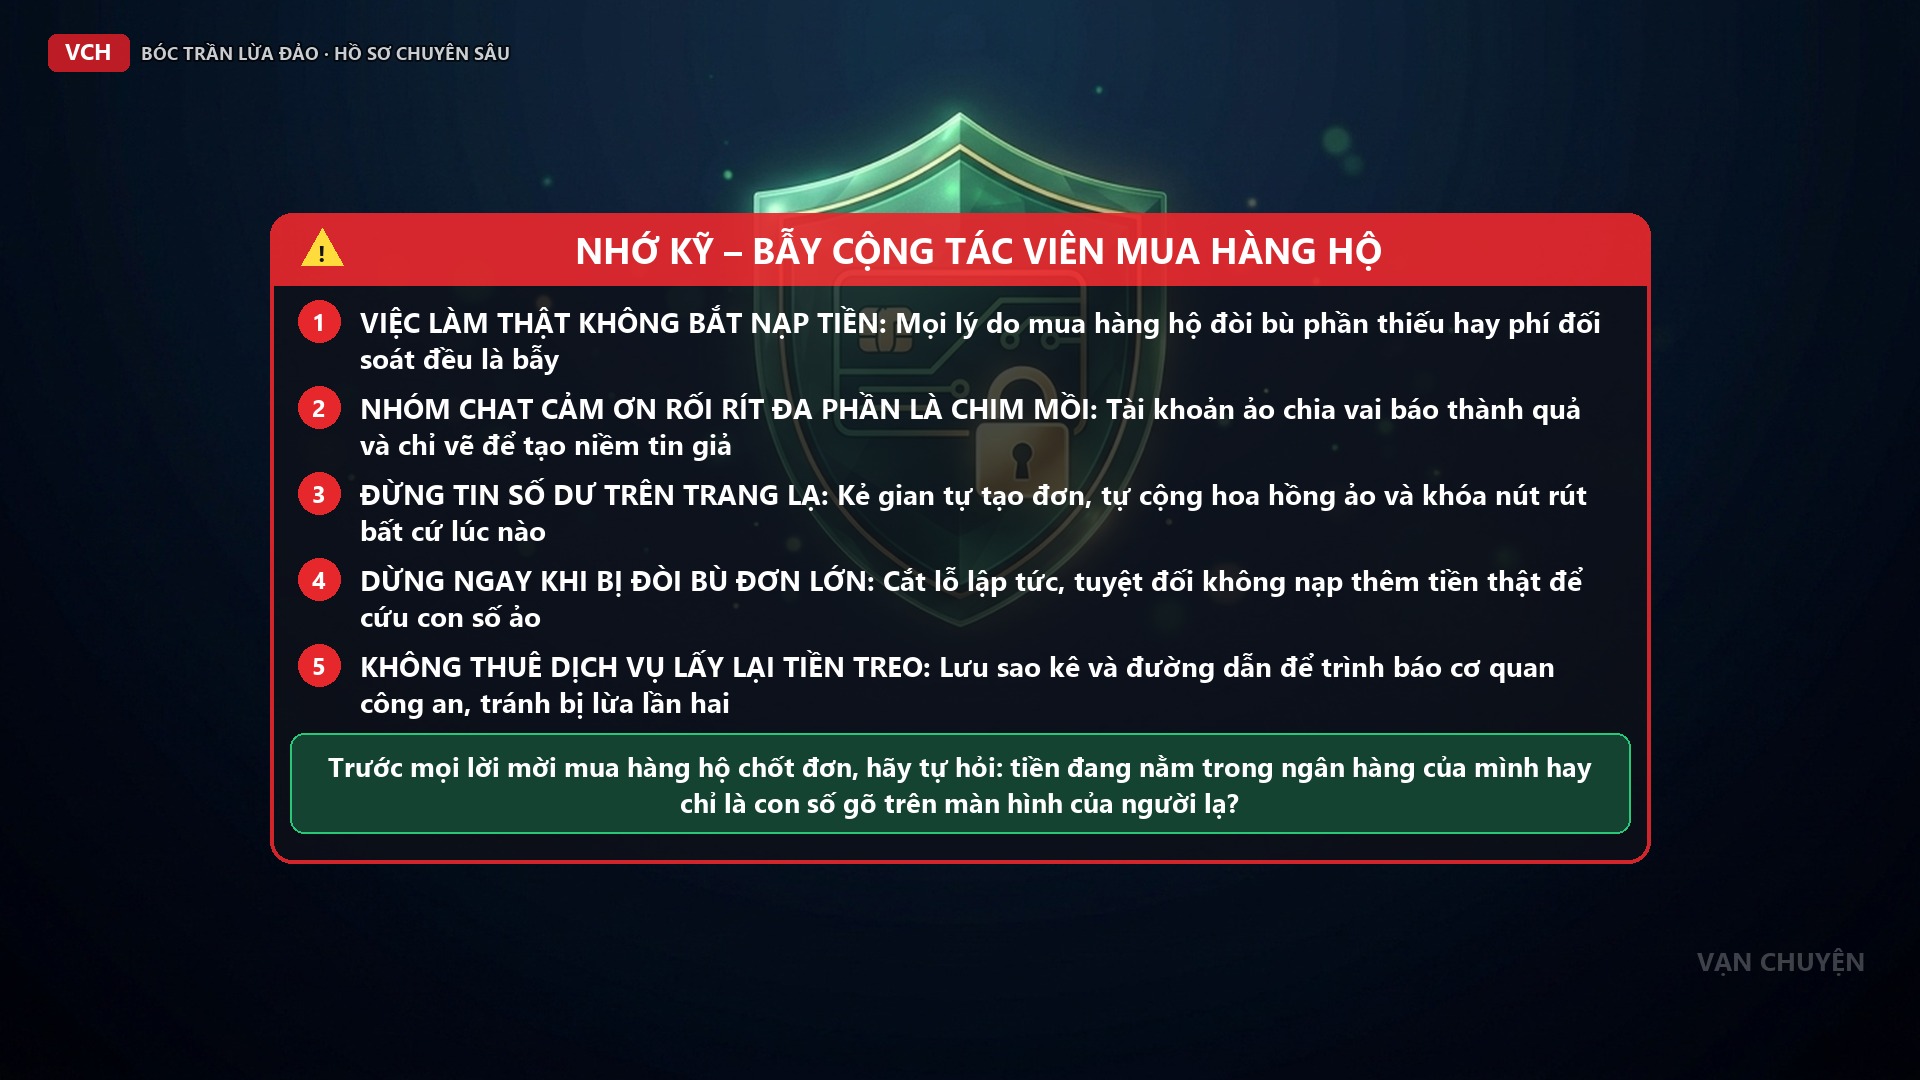 VCH
BÓC TRẦN LỪA ĐẢO · HỒ SƠ CHUYÊN SÂU
!
NHỚ KỸ – BẪY CỘNG TÁC VIÊN MUA HÀNG HỘ
1
VIỆC LÀM THẬT KHÔNG BẮT NẠP TIỀN: Mọi lý do mua hàng hộ đòi bù phần thiếu hay phí đối
soát đều là bẫy
2
NHÓM CHAT CẢM ƠN RỐI RÍT ĐA PHẦN LÀ CHIM MỒI: Tài khoản ảo chia vai báo thành quả
và chỉ vẽ để tạo niềm tin giả
3
ĐỪNG TIN SỐ DƯ TRÊN TRANG LẠ: Kẻ gian tự tạo đơn, tự cộng hoa hồng ảo và khóa nút rút
bất cứ lúc nào
4
DỪNG NGAY KHI BỊ ĐÒI BÙ ĐƠN LỚN: Cắt lỗ lập tức, tuyệt đối không nạp thêm tiền thật để
cứu con số ảo
5
KHÔNG THUÊ DỊCH VỤ LẤY LẠI TIỀN TREO: Lưu sao kê và đường dẫn để trình báo cơ quan
công an, tránh bị lừa lần hai
Trước mọi lời mời mua hàng hộ chốt đơn, hãy tự hỏi: tiền đang nằm trong ngân hàng của mình hay
chỉ là con số gõ trên màn hình của người lạ?
VẠN CHUYỆN